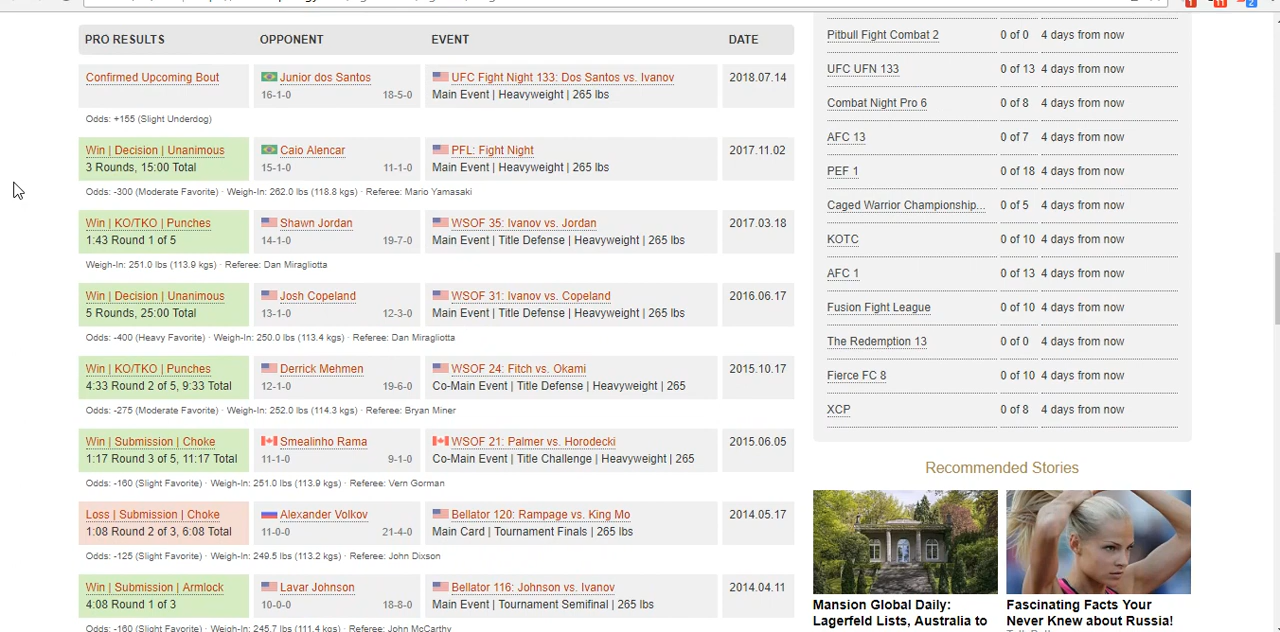 PRO RESULTS OPPONENT EVENT DATE
Confirmed Upcoming Bout Junior dos Santos UFC Fight Night 133: Dos Santos vs. Ivanov 2018.07.14
16-1-0 18-5-0 Main Event | Heavyweight | 265 lbs
Odds: +155 (Slight Underdog)
Win | Decision | Unanimous Caio Alencar PFL: Fight Night 2017.11.02
3 Rounds, 15:00 Total 15-1-0 11-1-0 Main Event | Heavyweight | 265 lbs
Odds: -300 (Moderate Favorite) · Weigh-In: 262.0 lbs (118.8 kgs) · Referee: Mario Yamasaki
Win | KO/TKO | Punches Shawn Jordan WSOF 35: Ivanov vs. Jordan 2017.03.18
1:43 Round 1 of 5 14-1-0 19-7-0 Main Event | Title Defense | Heavyweight | 265 lbs
Weigh-In: 251.0 lbs (113.9 kgs) · Referee: Dan Miragliotta
Win | Decision | Unanimous Josh Copeland WSOF 31: Ivanov vs. Copeland 2016.06.17
5 Rounds, 25:00 Total 13-1-0 12-3-0 Main Event | Title Defense | Heavyweight | 265 lbs
Odds: -400 (Heavy Favorite) · Weigh-In: 250.0 lbs (113.4 kgs) · Referee: Dan Miragliotta
Win | KO/TKO | Punches Derrick Mehmen WSOF 24: Fitch vs. Okami 2015.10.17
4:33 Round 2 of 5, 9:33 Total 12-1-0 19-6-0 Co-Main Event | Title Defense | Heavyweight | 265
Odds: -275 (Moderate Favorite) · Weigh-In: 252.0 lbs (114.3 kgs) · Referee: Bryan Miner
Win | Submission | Choke Smealinho Rama WSOF 21: Palmer vs. Horodecki 2015.06.05
1:17 Round 3 of 5, 11:17 Total 11-1-0 9-1-0 Co-Main Event | Title Challenge | Heavyweight | 265
Odds: -160 (Slight Favorite) · Weigh-In: 251.0 lbs (113.9 kgs) · Referee: Vern Gorman
Loss | Submission | Choke Alexander Volkov Bellator 120: Rampage vs. King Mo 2014.05.17
1:08 Round 2 of 3, 6:08 Total 11-0-0 21-4-0 Main Card | Tournament Finals | 265 lbs
Odds: -125 (Slight Favorite) · Weigh-In: 249.5 lbs (113.2 kgs) · Referee: John Dixson
Win | Submission | Armlock Lavar Johnson Bellator 116: Johnson vs. Ivanov 2014.04.11
4:08 Round 1 of 3 10-0-0 18-8-0 Main Event | Tournament Semifinal | 265 lbs
Odds: -160 (Slight Favorite) · Weigh-In: 245.7 lbs (111.4 kgs) · Referee: John McCarthy
Pitbull Fight Combat 2 0 of 0 4 days from now
UFC UFN 133 0 of 13 4 days from now
Combat Night Pro 6 0 of 8 4 days from now
AFC 13 0 of 7 4 days from now
PEF 1 0 of 18 4 days from now
Caged Warrior Championship... 0 of 5 4 days from now
KOTC 0 of 10 4 days from now
AFC 1 0 of 13 4 days from now
Fusion Fight League 0 of 10 4 days from now
The Redemption 13 0 of 0 4 days from now
Fierce FC 8 0 of 10 4 days from now
XCP 0 of 8 4 days from now
Recommended Stories
Mansion Global Daily:
Lagerfeld Lists, Australia to
Fascinating Facts Your
Never Knew about Russia!